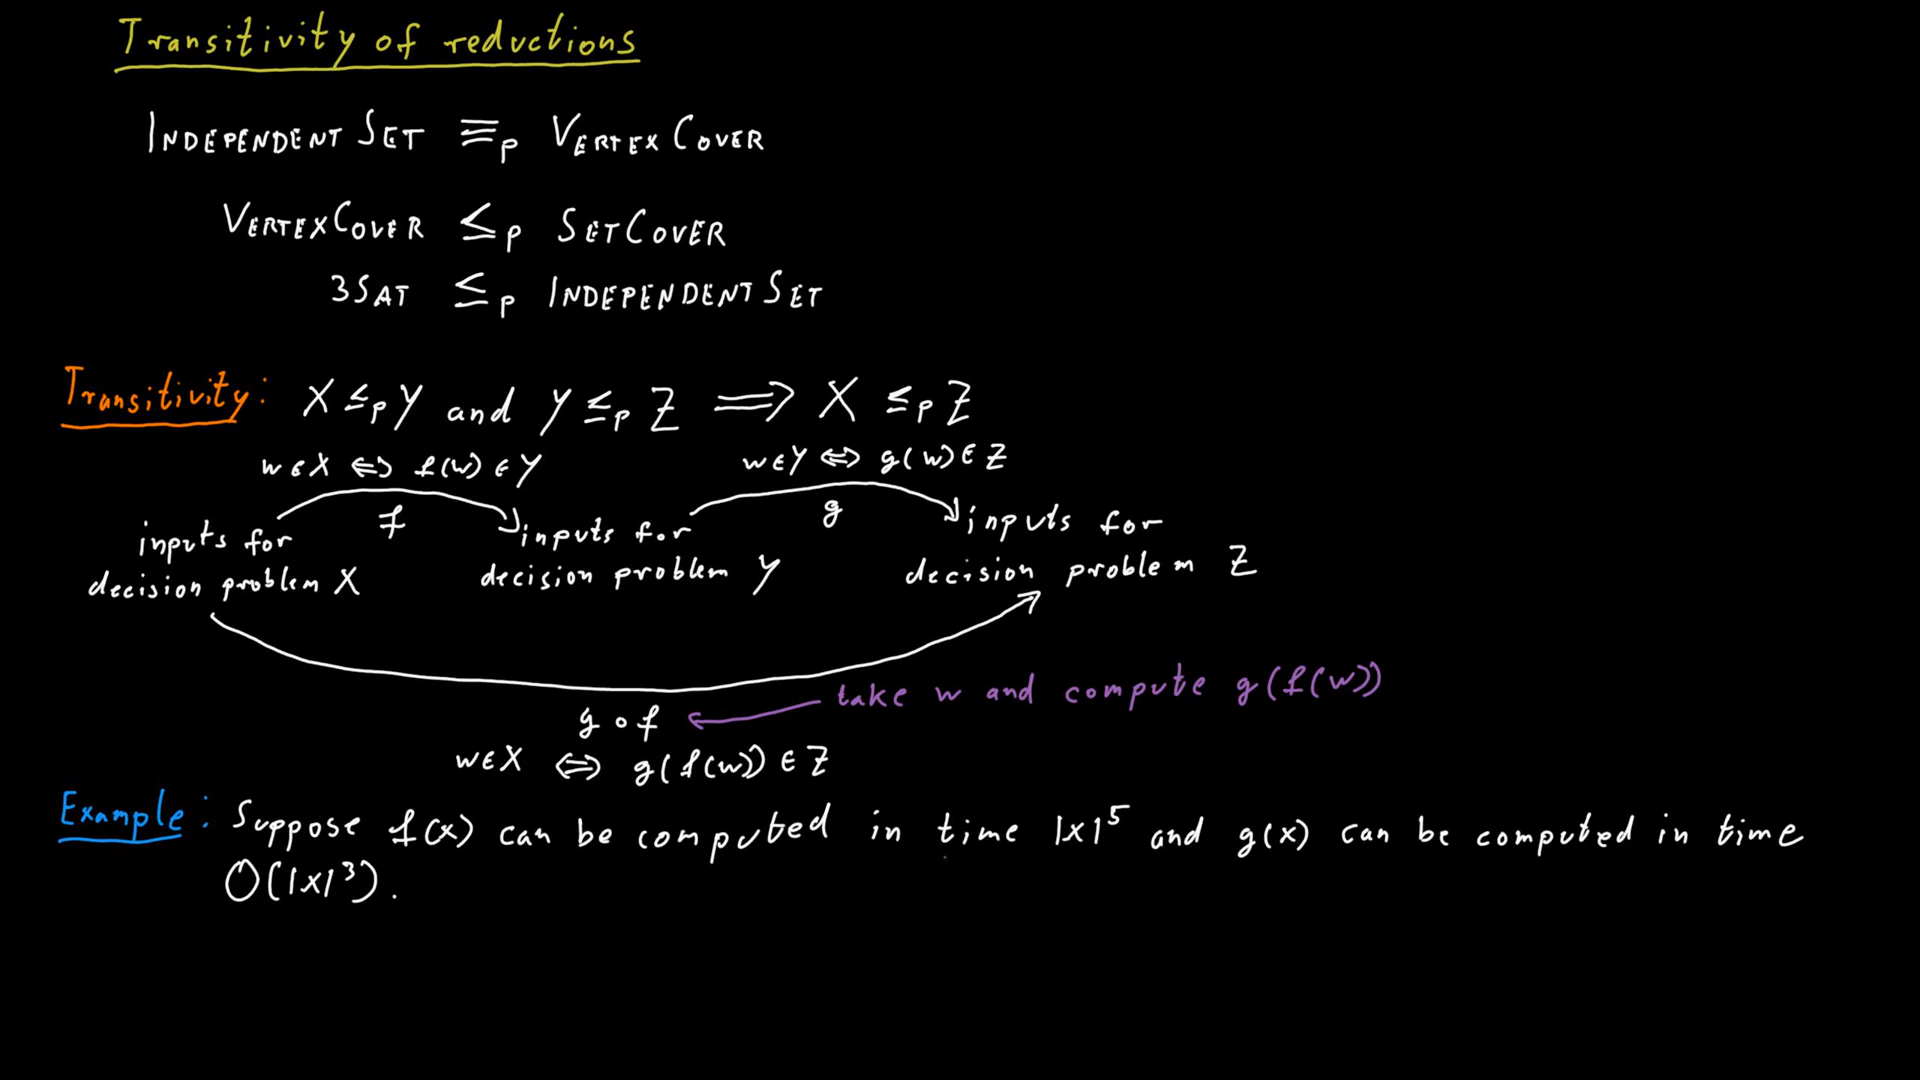 Transitivity of reductions
INDEPENDENT SET ≡p VERTEX COVER
VERTEXCOVER ≤p SETCOVER
3SAT ≤p INDEPENDENT SET
Transitivity: X ≤p Y and Y ≤p Z ⟹ X ≤p Z
w∈X ⟺ f(w) ∈ Y w∈Y ⟺ g(w) ∈ Z
f g
inputs for inputs for inputs for
decision problem X decision problem Y decision problem Z
take w and compute g(f(w))
g ∘ f
w∈X ⟺ g(f(w)) ∈ Z
Example: Suppose f(x) can be computed in time |x|⁵ and g(x) can be computed in time
O(|x|³).